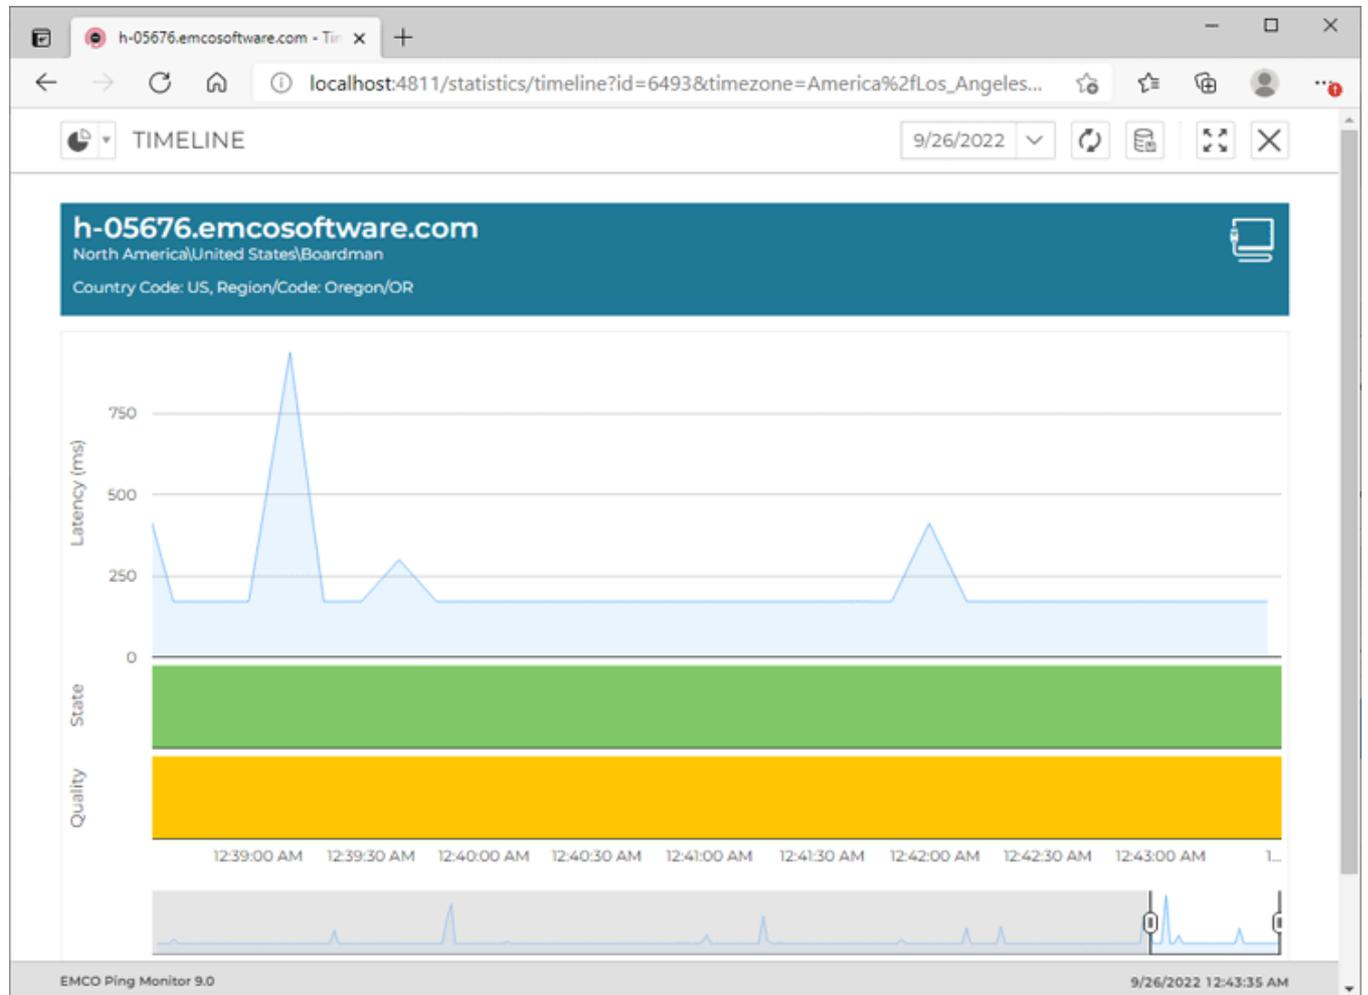 h-05676.emcosoftware.com - Tin
localhost:4811/statistics/timeline?id=6493&timezone=America%2fLos_Angeles...
TIMELINE
9/26/2022
h-05676.emcosoftware.com
North America\United States\Boardman
Country Code: US, Region/Code: Oregon/OR
Latency (ms)
750
500
250
0
State
Quality
12:39:00 AM 12:39:30 AM 12:40:00 AM 12:40:30 AM 12:41:00 AM 12:41:30 AM 12:42:00 AM 12:42:30 AM 12:43:00 AM 1...
EMCO Ping Monitor 9.0
9/26/2022 12:43:35 AM